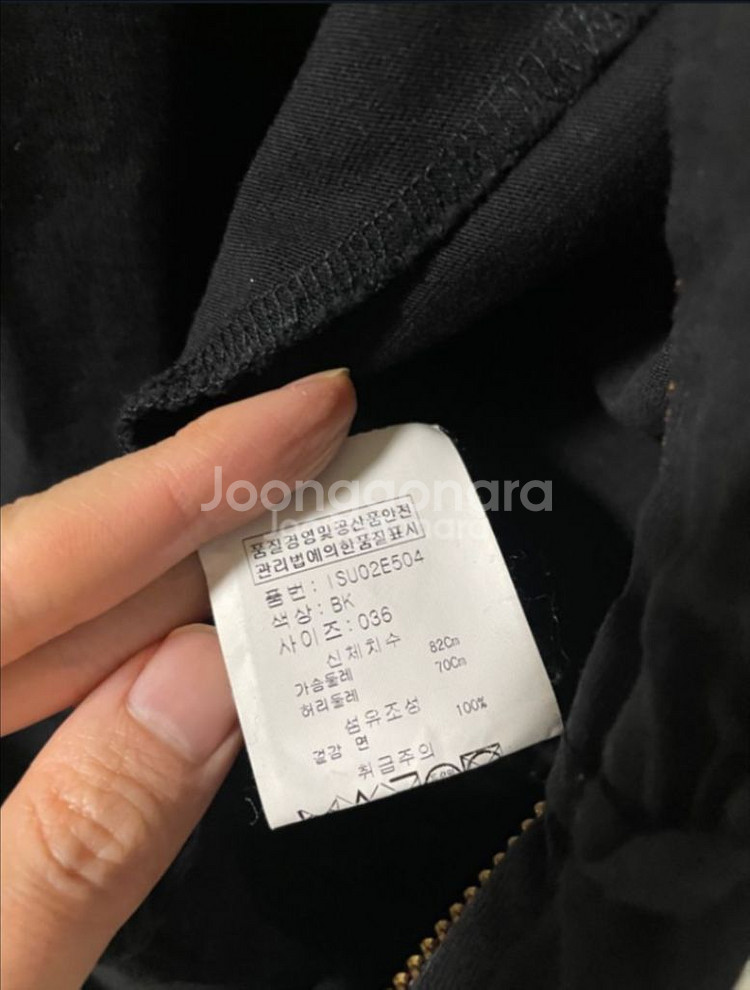 Joonggonara
Joonggonara
품질경영및공산품안전
관리법에의한품질표시
품번: ISU02E504
색상: BK
사이즈: 036
신체치수
가슴둘레 82Cm
허리둘레 70Cm
섬유조성
겉감 면 100%
취급주의